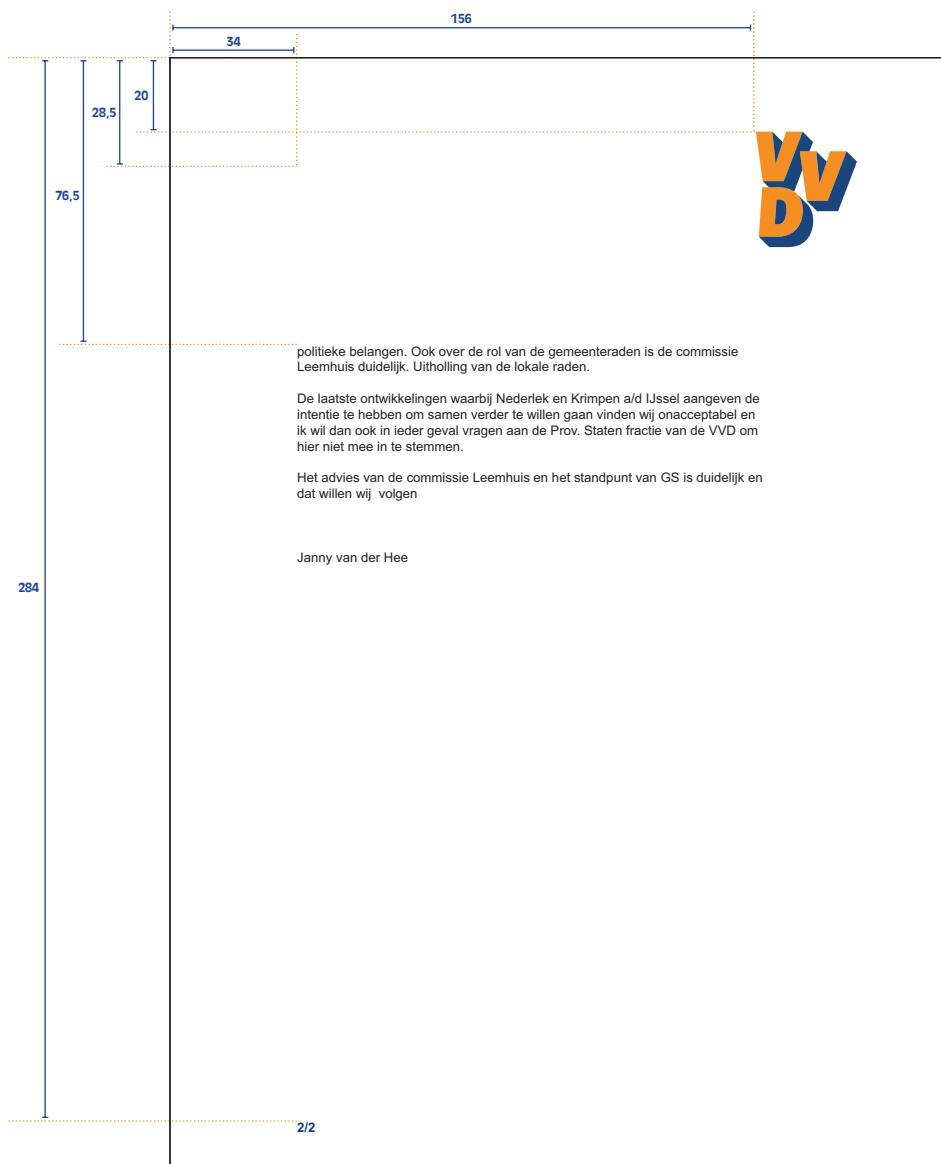 156
34
20
28,5
76,5
VVD
politieke belangen. Ook over de rol van de gemeenteraden is de commissie
Leemhuis duidelijk. Uitholling van de lokale raden.
De laatste ontwikkelingen waarbij Nederlek en Krimpen a/d IJssel aangeven de
intentie te hebben om samen verder te willen gaan vinden wij onacceptabel en
ik wil dan ook in ieder geval vragen aan de Prov. Staten fractie van de VVD om
hier niet mee in te stemmen.
Het advies van de commissie Leemhuis en het standpunt van GS is duidelijk en
dat willen wij  volgen
Janny van der Hee
284
2/2